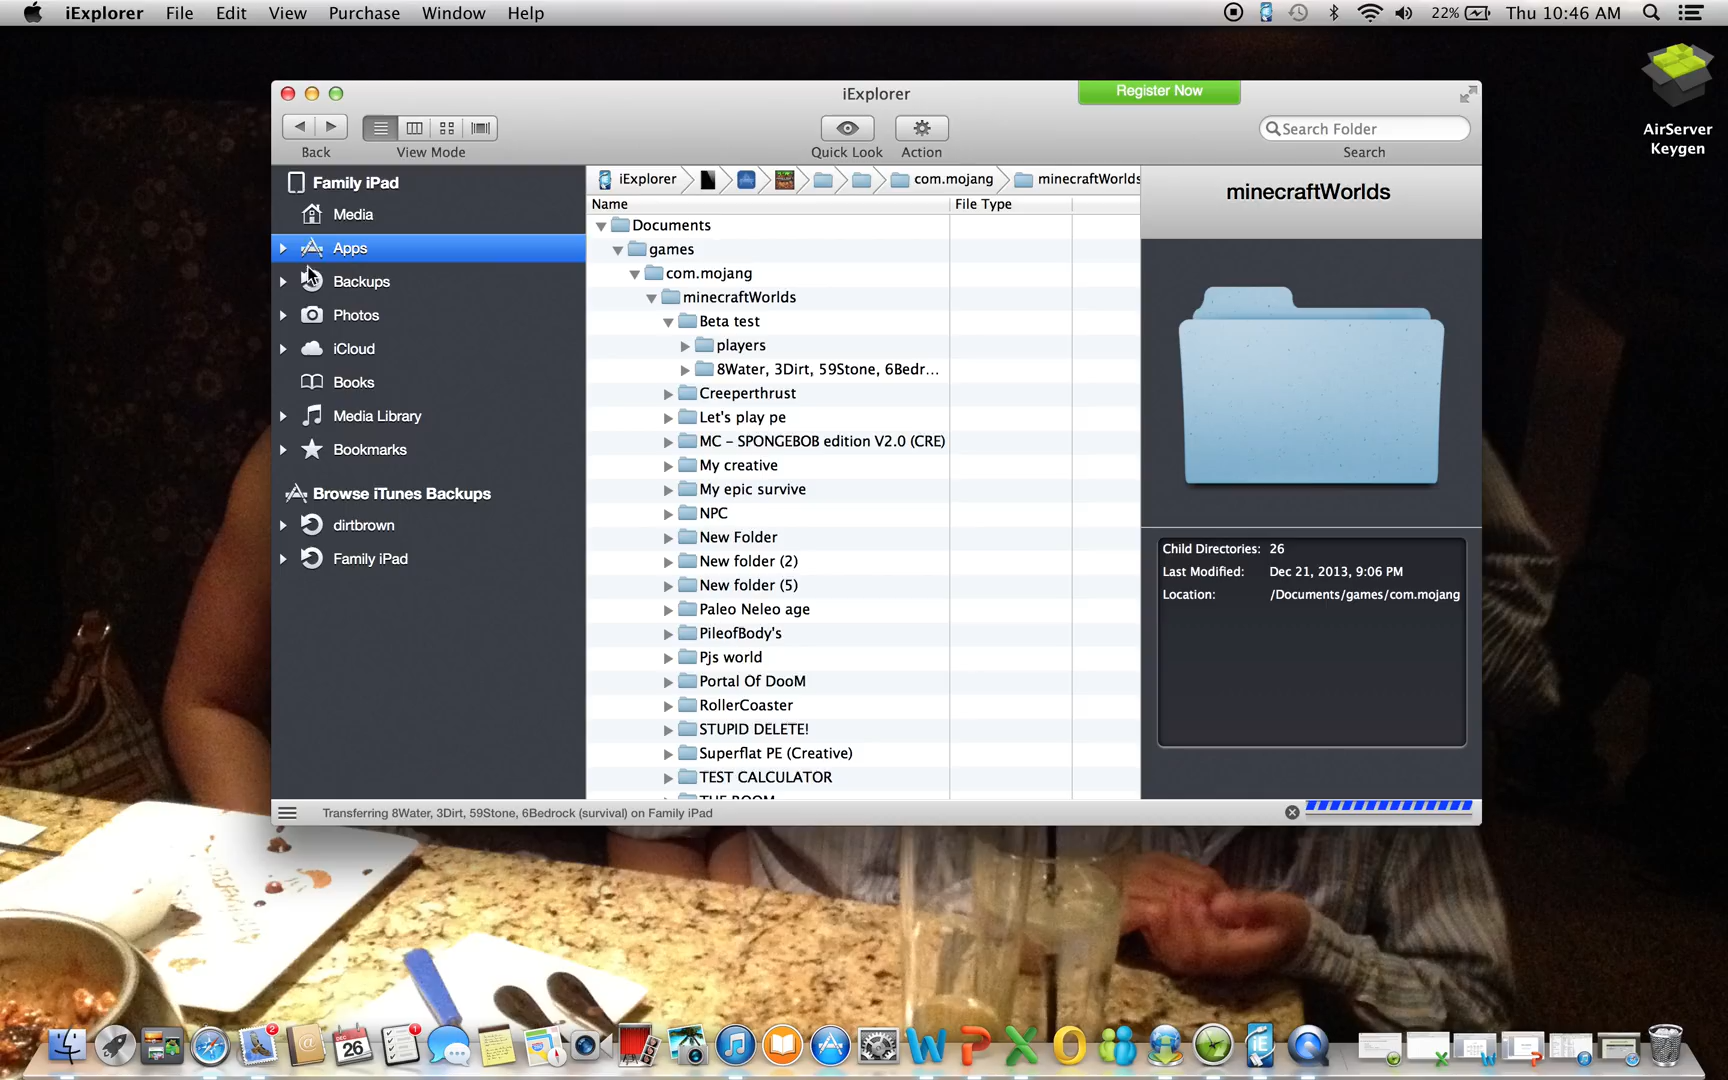 iExplorer File Edit View Purchase Window Help 22% Thu 10:46 AM
AirServer
Keygen
iExplorer
Register Now
Search Folder
Back View Mode Quick Look Action Search
Family iPad
Media
Apps
Backups
Photos
iCloud
Books
Media Library
Bookmarks
Browse iTunes Backups
dirtbrown
Family iPad
iExplorer com.mojang minecraftWorlds
Name File Type
Documents
games
com.mojang
minecraftWorlds
Beta test
players
8Water, 3Dirt, 59Stone, 6Bedr...
Creeperthrust
Let's play pe
MC - SPONGEBOB edition V2.0 (CRE)
My creative
My epic survive
NPC
New Folder
New folder (2)
New folder (5)
Paleo Neleo age
PileofBody's
Pjs world
Portal Of DooM
RollerCoaster
STUPID DELETE!
Superflat PE (Creative)
TEST CALCULATOR
minecraftWorlds
Child Directories: 26
Last Modified: Dec 21, 2013, 9:06 PM
Location: /Documents/games/com.mojang
Transferring 8Water, 3Dirt, 59Stone, 6Bedrock (survival) on Family iPad
2
DEC
26
1